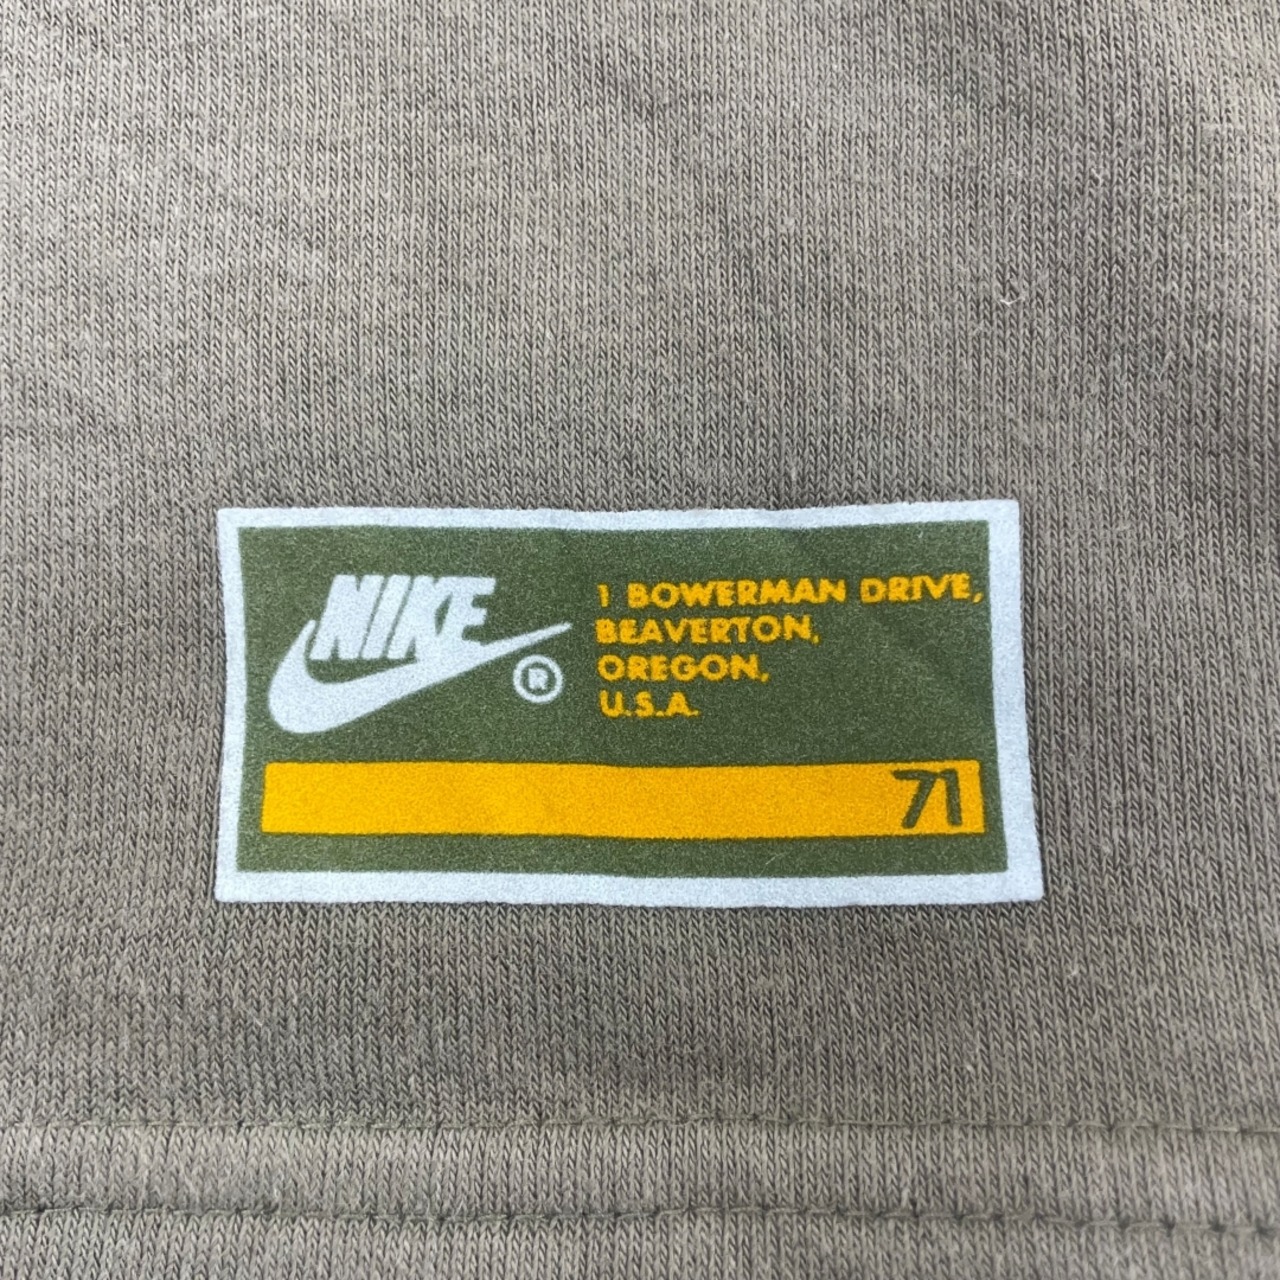 NIKE
®
1 BOWERMAN DRIVE,
BEAVERTON,
OREGON,
U.S.A.
71